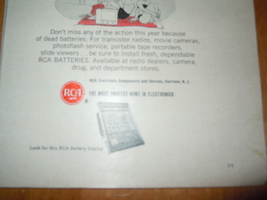 Don't miss any of the action this year because
of dead batteries. For transistor radios, movie cameras,
photoflash service, portable tape recorders,
slide viewers... be sure to install fresh, dependable
RCA BATTERIES. Available at radio dealers, camera,
drug, and department stores.
RCA Electronic Components and Devices, Harrison, N. J.
RCA
THE MOST TRUSTED NAME IN ELECTRONICS
Look for this RCA Battery display